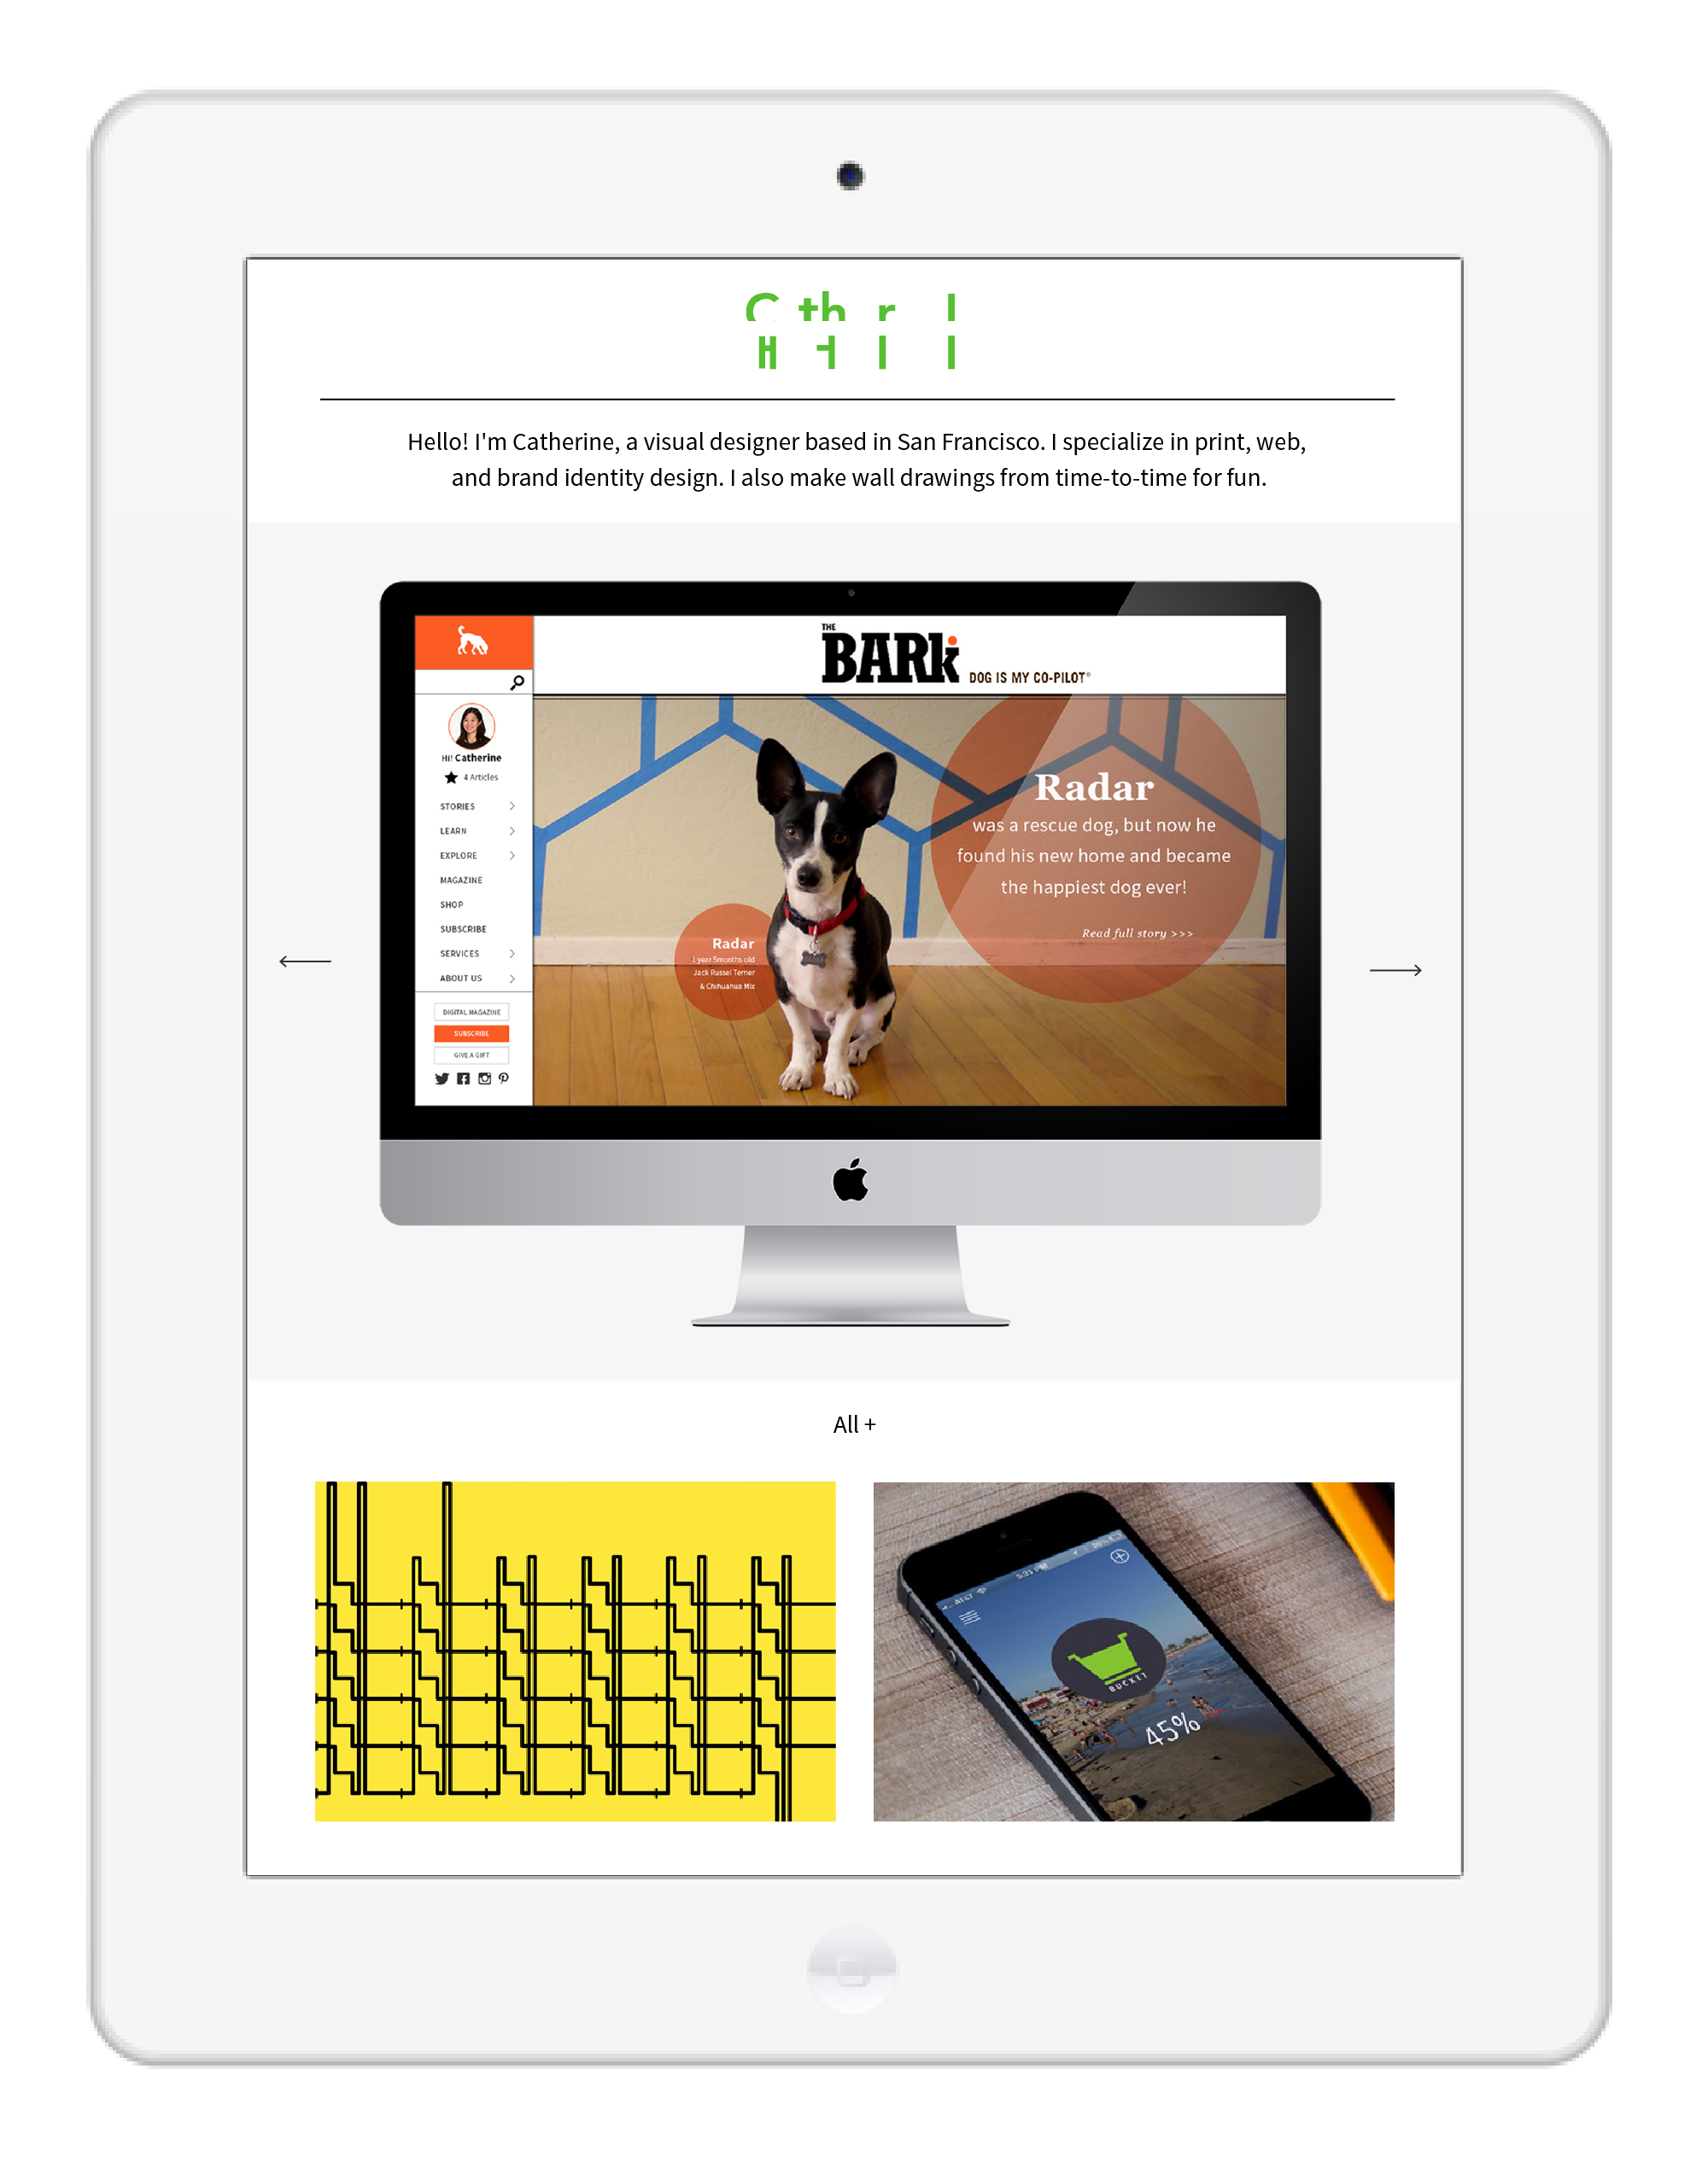 Hello! I'm Catherine, a visual designer based in San Francisco. I specialize in print, web,
and brand identity design. I also make wall drawings from time-to-time for fun.
THE
BARk
DOG IS MY CO-PILOT®
Hi! Catherine
4 Articles
STORIES
LEARN
EXPLORE
MAGAZINE
SHOP
SUBSCRIBE
SERVICES
ABOUT US
DIGITAL MAGAZINE
SUBSCRIBE
GIVE A GIFT
Radar
was a rescue dog, but now he
found his new home and became
the happiest dog ever!
Read full story >>>
Radar
1 year 5months old
Jack Russel Terrier
& Chihuahua Mix
All +
AT&T
5:31 PM
BUCKET
45%